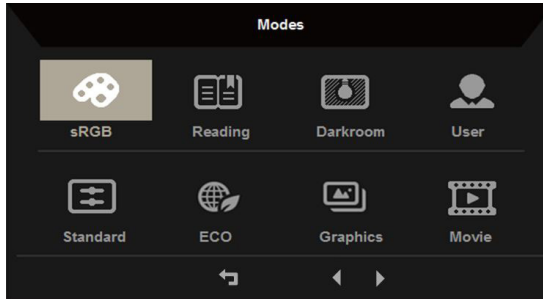 Modes
sRGB Reading Darkroom User
Standard ECO Graphics Movie